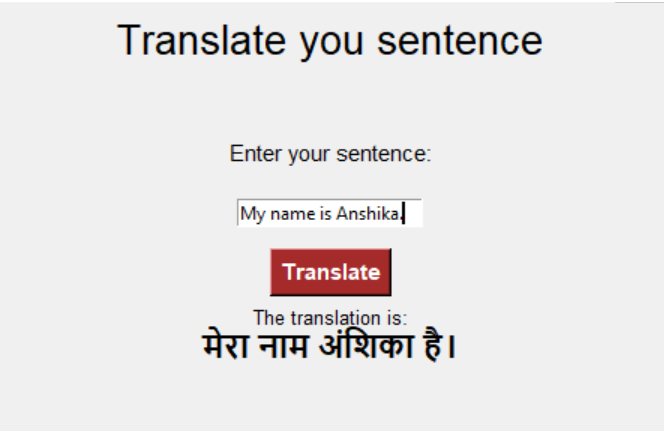 Translate you sentence
Enter your sentence:
My name is Anshika.
Translate
The translation is:
मेरा नाम अंशिका है।